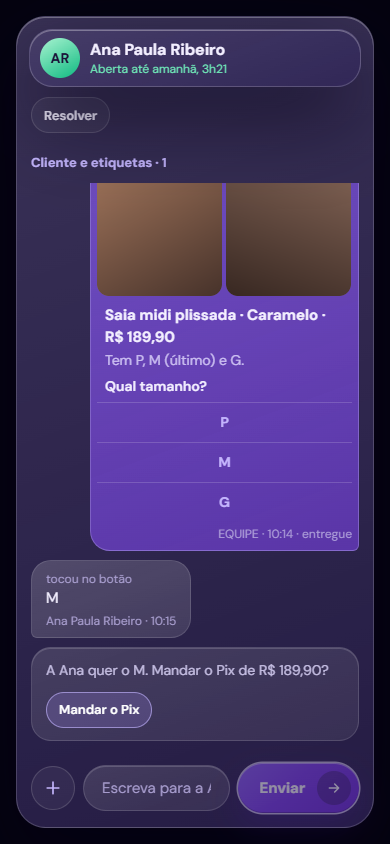 AR
Ana Paula Ribeiro
Aberta até amanhã, 3h21
Resolver
Cliente e etiquetas · 1
Saia midi plissada · Caramelo ·
R$ 189,90
Tem P, M (último) e G.
Qual tamanho?
P
M
G
EQUIPE · 10:14 · entregue
tocou no botão
M
Ana Paula Ribeiro · 10:15
A Ana quer o M. Mandar o Pix de R$ 189,90?
Mandar o Pix
Escreva para a
Enviar